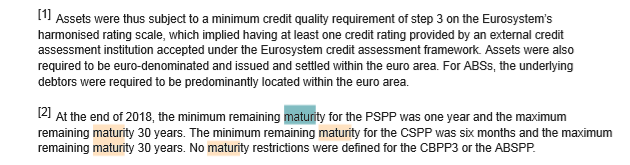 [1] Assets were thus subject to a minimum credit quality requirement of step 3 on the Eurosystem's
harmonised rating scale, which implied having at least one credit rating provided by an external credit
assessment institution accepted under the Eurosystem credit assessment framework. Assets were also
required to be euro-denominated and issued and settled within the euro area. For ABSs, the underlying
debtors were required to be predominantly located within the euro area.
[2] At the end of 2018, the minimum remaining maturity for the PSPP was one year and the maximum
remaining maturity 30 years. The minimum remaining maturity for the CSPP was six months and the maximum
remaining maturity 30 years. No maturity restrictions were defined for the CBPP3 or the ABSPP.